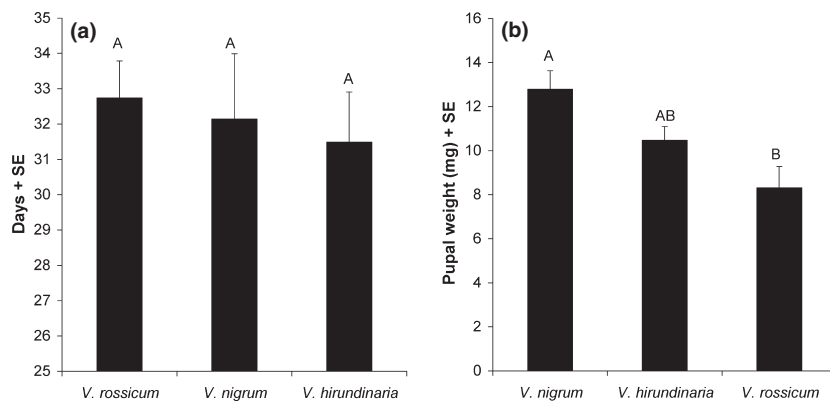 (a)
Days + SE
35
34
33
32
31
30
29
28
27
26
25
A
A
A
V. rossicum
V. nigrum
V. hirundinaria
(b)
Pupal weight (mg) + SE
16
14
12
10
8
6
4
2
0
A
AB
B
V. nigrum
V. hirundinaria
V. rossicum